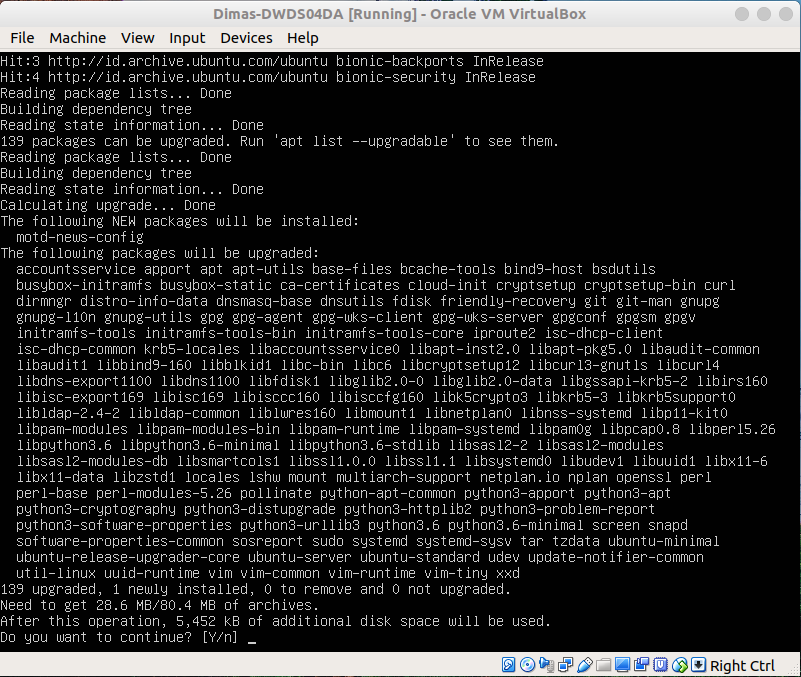 Dimas-DWDS04DA [Running] - Oracle VM VirtualBox
File Machine View Input Devices Help
Hit:3 http://id.archive.ubuntu.com/ubuntu bionic-backports InRelease
Hit:4 http://id.archive.ubuntu.com/ubuntu bionic-security InRelease
Reading package lists... Done
Building dependency tree
Reading state information... Done
139 packages can be upgraded. Run 'apt list --upgradable' to see them.
Reading package lists... Done
Building dependency tree
Reading state information... Done
Calculating upgrade... Done
The following NEW packages will be installed:
  motd-news-config
The following packages will be upgraded:
  accountsservice apport apt apt-utils base-files bcache-tools bind9-host bsdutils
  busybox-initramfs busybox-static ca-certificates cloud-init cryptsetup cryptsetup-bin curl
  dirmngr distro-info-data dnsmasq-base dnsutils fdisk friendly-recovery git git-man gnupg
  gnupg-l10n gnupg-utils gpg gpg-agent gpg-wks-client gpg-wks-server gpgconf gpgsm gpgv
  initramfs-tools initramfs-tools-bin initramfs-tools-core iproute2 isc-dhcp-client
  isc-dhcp-common krb5-locales libaccountsservice0 libapt-inst2.0 libapt-pkg5.0 libaudit-common
  libaudit1 libbind9-160 libblkid1 libc-bin libc6 libcryptsetup12 libcurl3-gnutls libcurl4
  libdns-export1100 libdns1100 libfdisk1 libglib2.0-0 libglib2.0-data libgssapi-krb5-2 libirs160
  libisc-export169 libisc169 libisccc160 libisccfg160 libk5crypto3 libkrb5-3 libkrb5support0
  libldap-2.4-2 libldap-common liblwres160 libmount1 libnetplan0 libnss-systemd libp11-kit0
  libpam-modules libpam-modules-bin libpam-runtime libpam-systemd libpam0g libpcap0.8 libperl5.26
  libpython3.6 libpython3.6-minimal libpython3.6-stdlib libsasl2-2 libsasl2-modules
  libsasl2-modules-db libsmartcols1 libssl1.0.0 libssl1.1 libsystemd0 libudev1 libuuid1 libx11-6
  libx11-data libzstd1 locales lshw mount multiarch-support netplan.io nplan openssl perl
  perl-base perl-modules-5.26 pollinate python-apt-common python3-apport python3-apt
  python3-cryptography python3-distupgrade python3-httplib2 python3-problem-report
  python3-software-properties python3-urllib3 python3.6 python3.6-minimal screen snapd
  software-properties-common sosreport sudo systemd systemd-sysv tar tzdata ubuntu-minimal
  ubuntu-release-upgrader-core ubuntu-server ubuntu-standard udev update-notifier-common
  util-linux uuid-runtime vim vim-common vim-runtime vim-tiny xxd
139 upgraded, 1 newly installed, 0 to remove and 0 not upgraded.
Need to get 28.6 MB/80.4 MB of archives.
After this operation, 5,452 kB of additional disk space will be used.
Do you want to continue? [Y/n] _
Right Ctrl